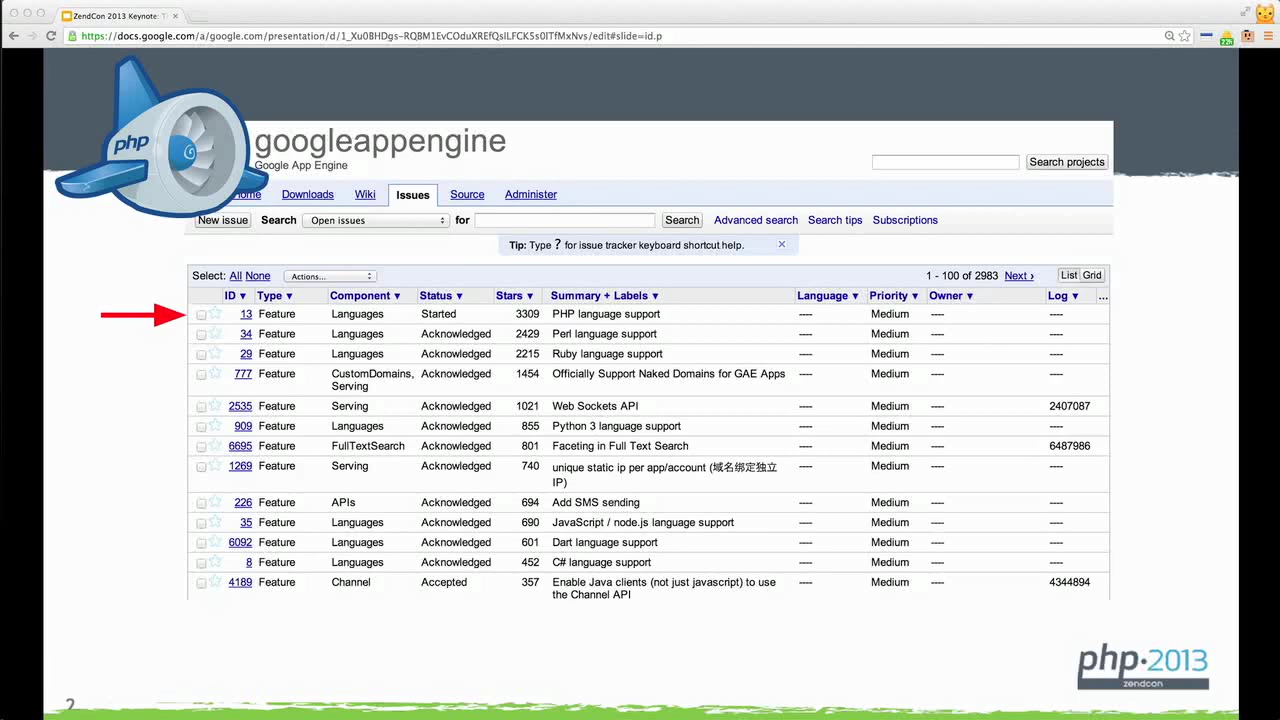 ZendCon 2013 Keynote: T
https://docs.google.com/a/google.com/presentation/d/1_Xu0BHDgs-RQBM1EvCOduXREfQslLFCK5s0ITfMxNvs/edit#slide=id.p
php
googleappengine
Google App Engine
Search projects
Home Downloads Wiki Issues Source Administer
New issue Search Open issues for Search Advanced search Search tips Subscriptions
Tip: Type ? for issue tracker keyboard shortcut help.
Select: All None Actions... 1 - 100 of 2983 Next › List Grid
ID ▼ Type ▼ Component ▼ Status ▼ Stars ▼ Summary + Labels ▼ Language ▼ Priority ▼ Owner ▼ Log ▼ ...
13 Feature Languages Started 3309 PHP language support ---- Medium ---- ----
34 Feature Languages Acknowledged 2429 Perl language support ---- Medium ---- ----
29 Feature Languages Acknowledged 2215 Ruby language support ---- Medium ---- ----
777 Feature CustomDomains, Acknowledged 1454 Officially Support Naked Domains for GAE Apps ---- Medium ---- ----
Serving
2535 Feature Serving Acknowledged 1021 Web Sockets API ---- Medium ---- 2407087
909 Feature Languages Acknowledged 855 Python 3 language support ---- Medium ---- ----
6695 Feature FullTextSearch Acknowledged 801 Faceting in Full Text Search ---- Medium ---- 6487986
1269 Feature Serving Acknowledged 740 unique static ip per app/account (域名绑定独立 ---- Medium ---- ----
IP)
226 Feature APIs Acknowledged 694 Add SMS sending ---- Medium ---- ----
35 Feature Languages Acknowledged 690 JavaScript / node.js language support ---- Medium ---- ----
6092 Feature Languages Acknowledged 601 Dart language support ---- Medium ---- ----
8 Feature Languages Acknowledged 452 C# language support ---- Medium ---- ----
4189 Feature Channel Accepted 357 Enable Java clients (not just javascript) to use ---- Medium ---- 4344894
the Channel API
php·2013
zendcon
2